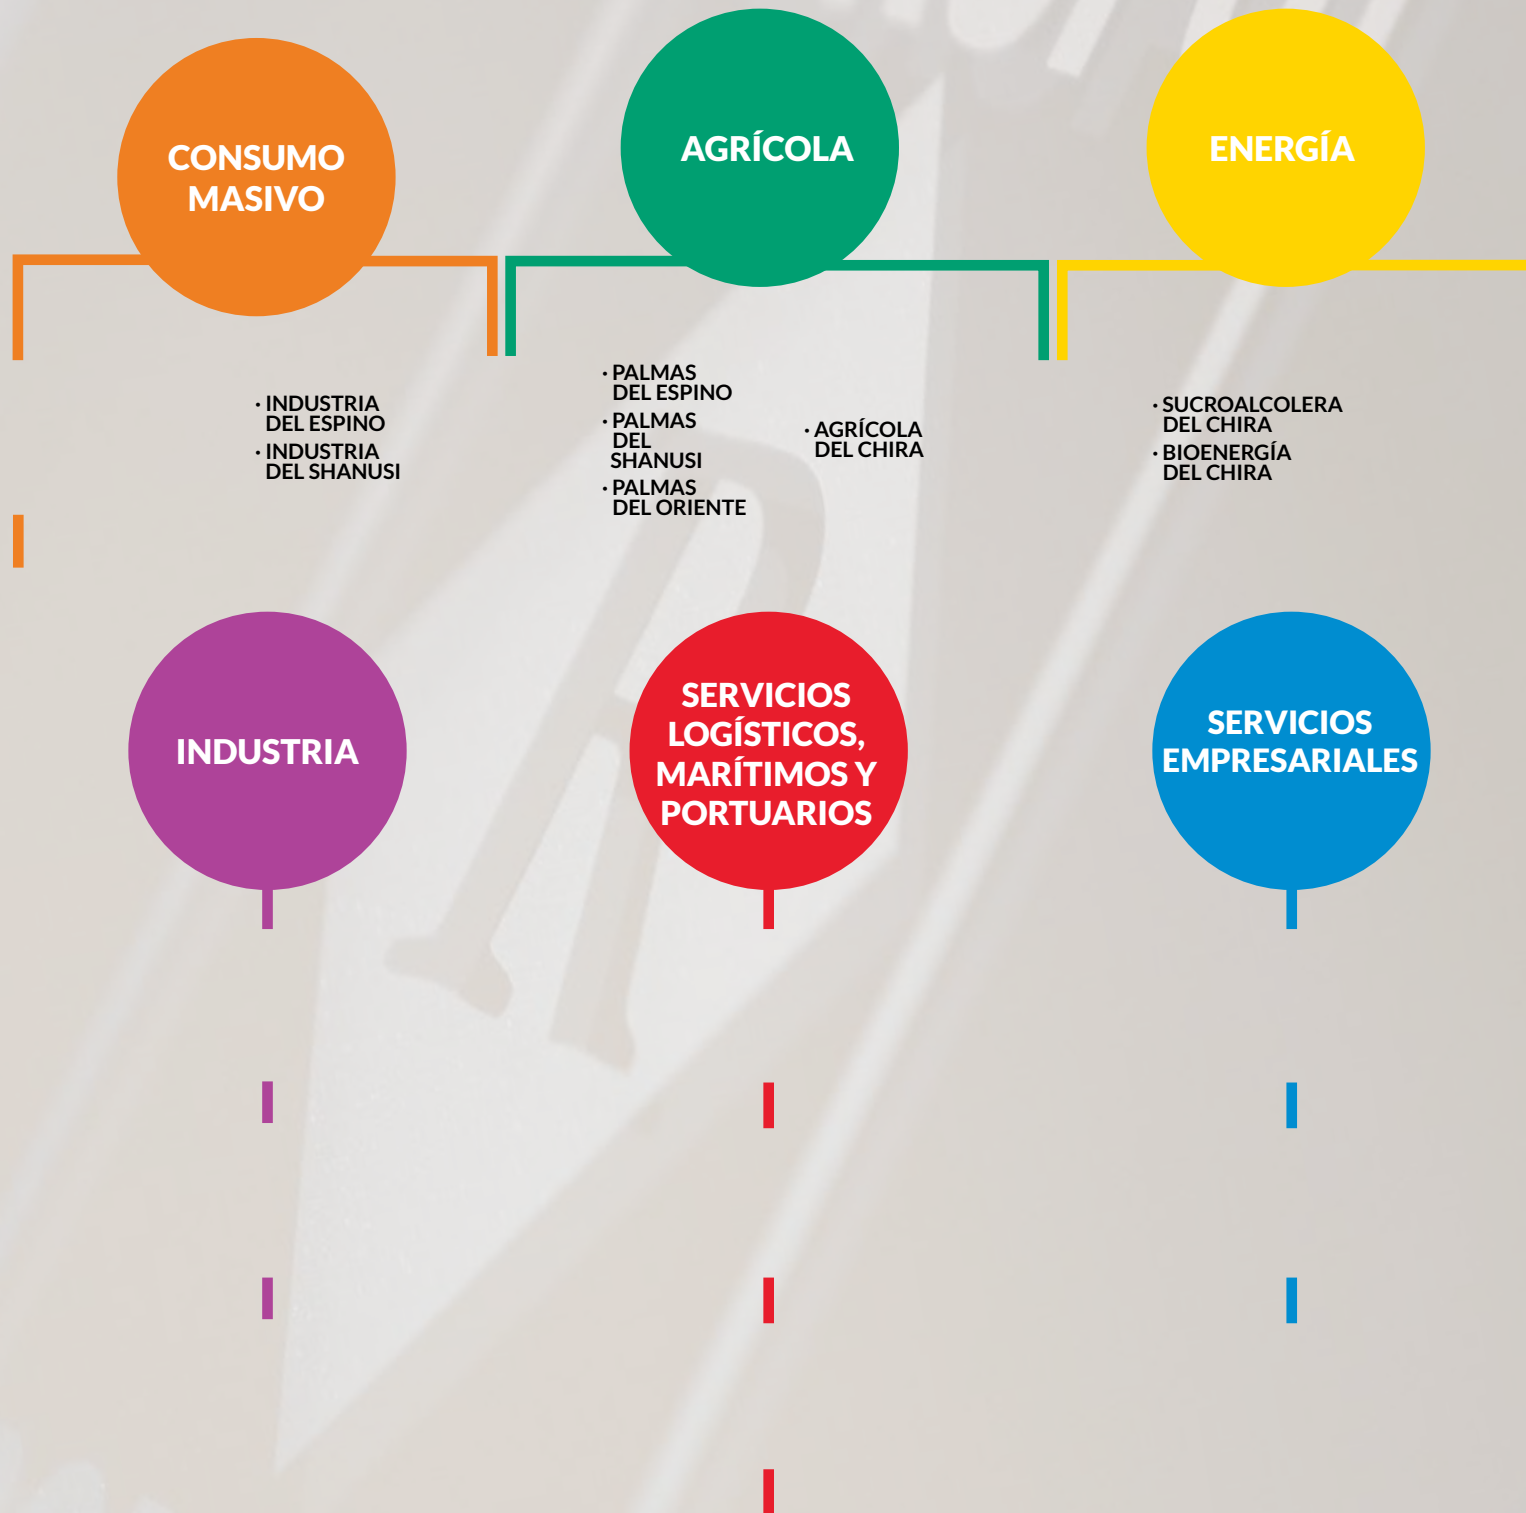 CONSUMO
MASIVO
AGRÍCOLA
ENERGÍA
· INDUSTRIA
DEL ESPINO
· INDUSTRIA
DEL SHANUSI
· PALMAS
DEL ESPINO
· PALMAS
DEL
SHANUSI
· PALMAS
DEL ORIENTE
· AGRÍCOLA
DEL CHIRA
· SUCROALCOLERA
DEL CHIRA
· BIOENERGÍA
DEL CHIRA
INDUSTRIA
SERVICIOS
LOGÍSTICOS,
MARÍTIMOS Y
PORTUARIOS
SERVICIOS
EMPRESARIALES